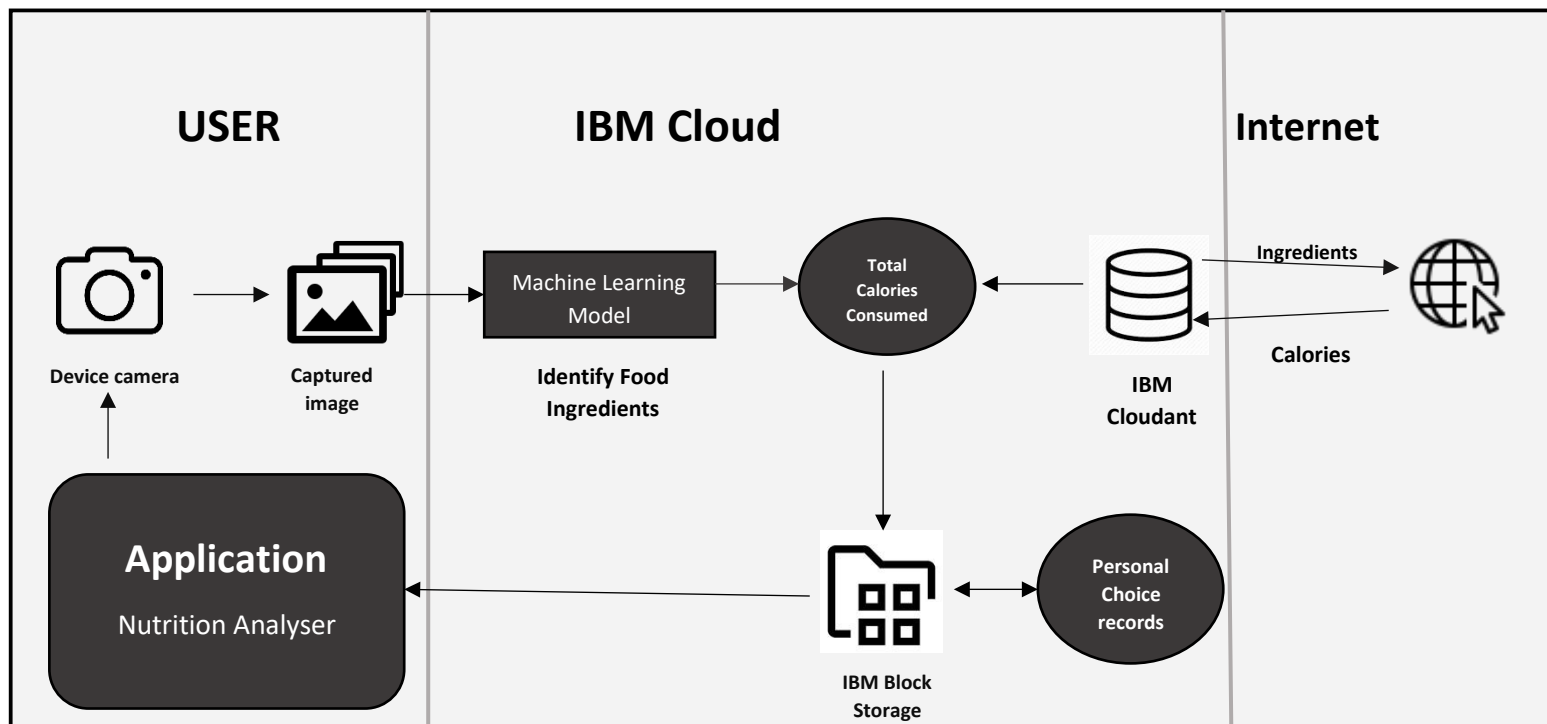 USER
IBM Cloud
Internet
Device camera
Captured
image
Machine Learning
Model
Identify Food
Ingredients
Total
Calories
Consumed
IBM
Cloudant
Ingredients
Calories
Application
Nutrition Analyser
IBM Block
Storage
Personal
Choice
records